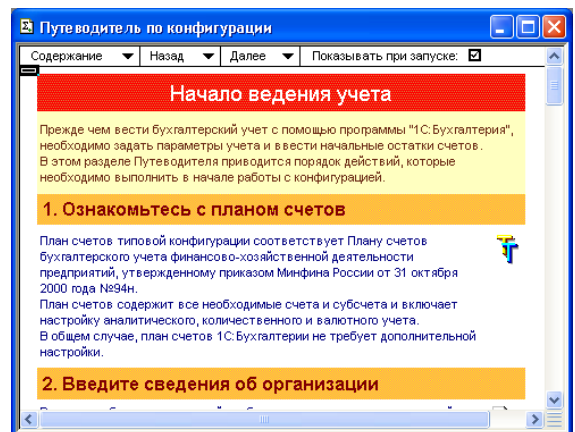 Путеводитель по конфигурации
Содержание Назад Далее Показывать при запуске:
Начало ведения учета
Прежде чем вести бухгалтерский учет с помощью программы "1С:Бухгалтерия",
необходимо задать параметры учета и ввести начальные остатки счетов.
В этом разделе Путеводителя приводится порядок действий, которые
необходимо выполнить в начале работы с конфигурацией.
1. Ознакомьтесь с планом счетов
План счетов типовой конфигурации соответствует Плану счетов
бухгалтерского учета финансово-хозяйственной деятельности
предприятий, утвержденному приказом Минфина России от 31 октября
2000 года №94н.
План счетов содержит все необходимые счета и субсчета и включает
настройку аналитического, количественного и валютного учета.
В общем случае, план счетов 1С:Бухгалтерии не требует дополнительной
настройки.
2. Введите сведения об организации